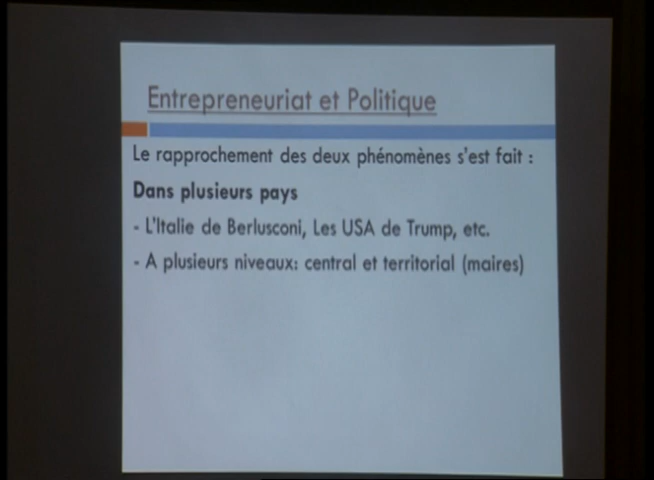 Entrepreneuriat et Politique
Le rapprochement des deux phénomènes s'est fait :
Dans plusieurs pays
- L'Italie de Berlusconi, Les USA de Trump, etc.
- A plusieurs niveaux: central et territorial (maires)